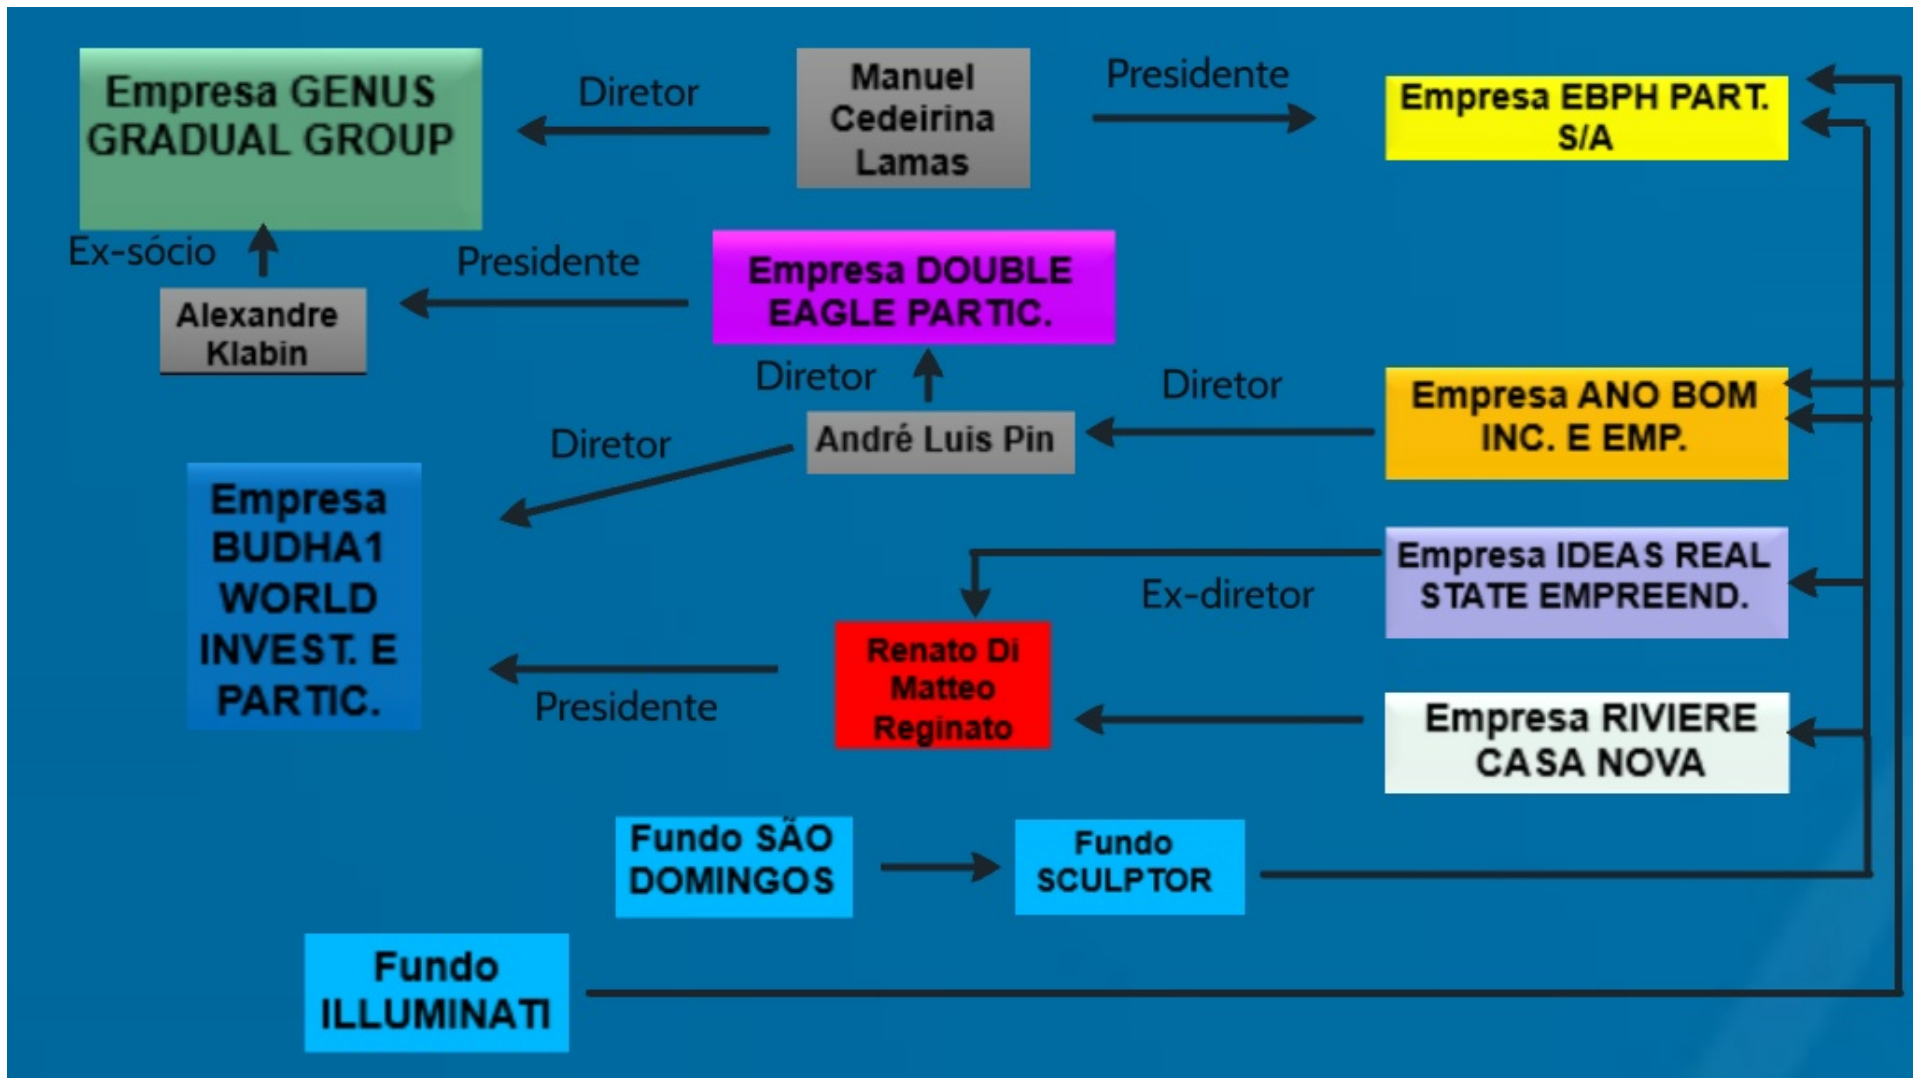 Empresa GENUS
GRADUAL GROUP
Diretor
Manuel
Cedeirina
Lamas
Presidente
Empresa EBPH PART.
S/A
Ex-sócio
Alexandre
Klabin
Presidente
Empresa DOUBLE
EAGLE PARTIC.
Diretor
André Luis Pin
Diretor
Empresa ANO BOM
INC. E EMP.
Diretor
Empresa
BUDHA1
WORLD
INVEST. E
PARTIC.
Empresa IDEAS REAL
STATE EMPREEND.
Ex-diretor
Renato Di
Matteo
Reginato
Presidente
Empresa RIVIERE
CASA NOVA
Fundo SÃO
DOMINGOS
Fundo
SCULPTOR
Fundo
ILLUMINATI